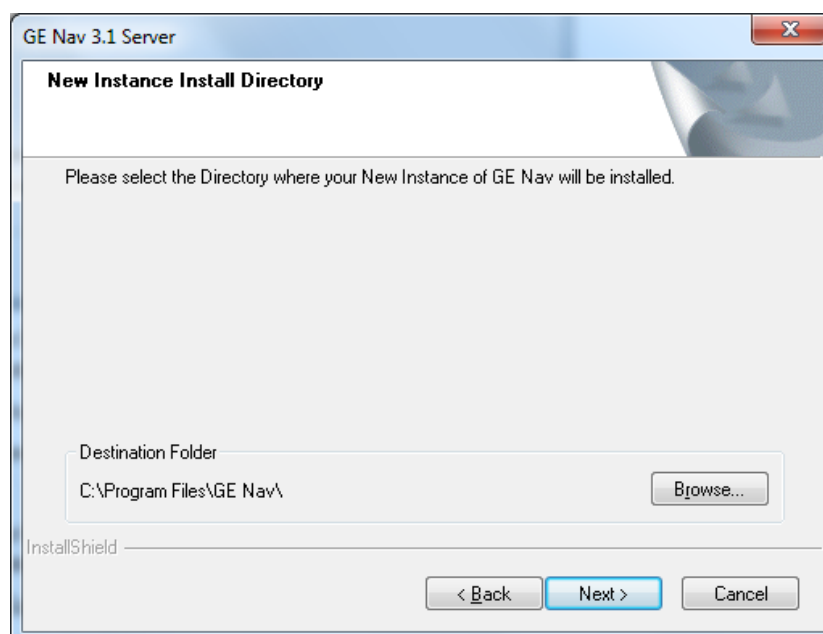 GE Nav 3.1 Server
New Instance Install Directory
Please select the Directory where your New Instance of GE Nav will be installed.
Destination Folder
C:\Program Files\GE Nav\
Browse...
InstallShield
< Back
Next >
Cancel